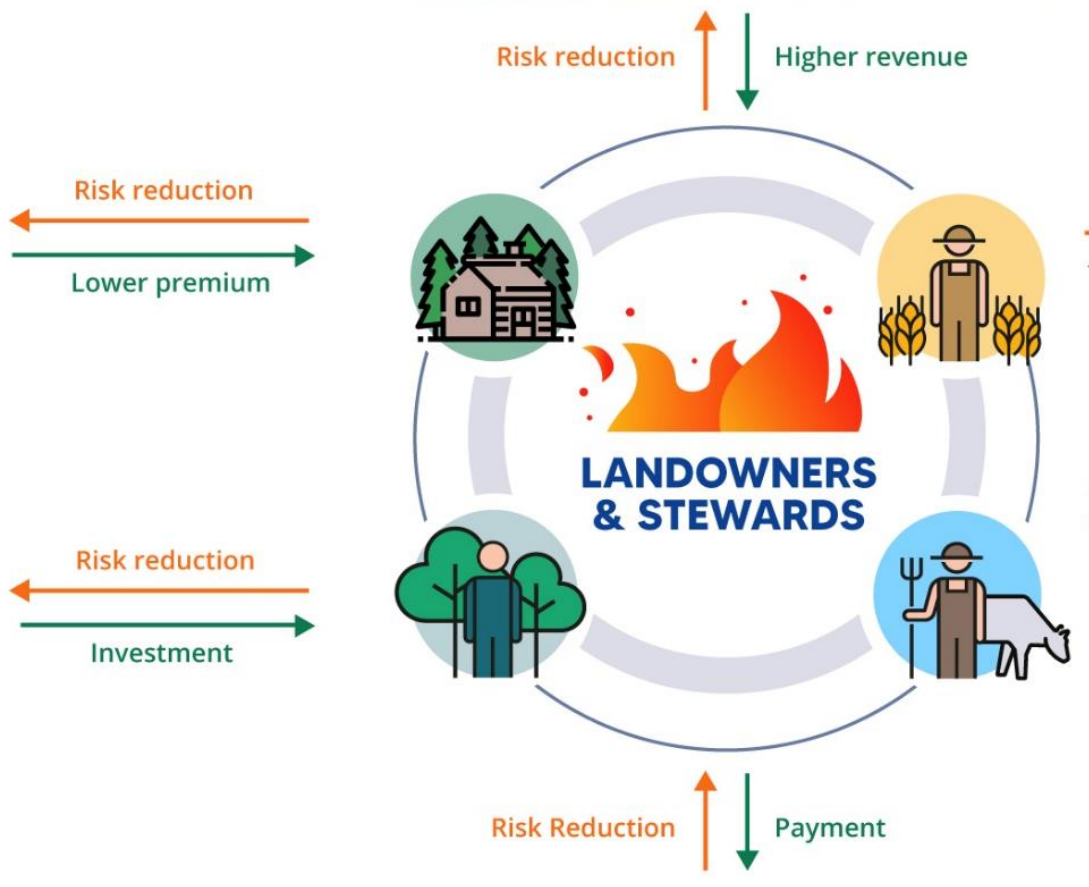 Risk reduction
Higher revenue
Risk reduction
Lower premium
LANDOWNERS
& STEWARDS
Risk reduction
Investment
Risk Reduction
Payment